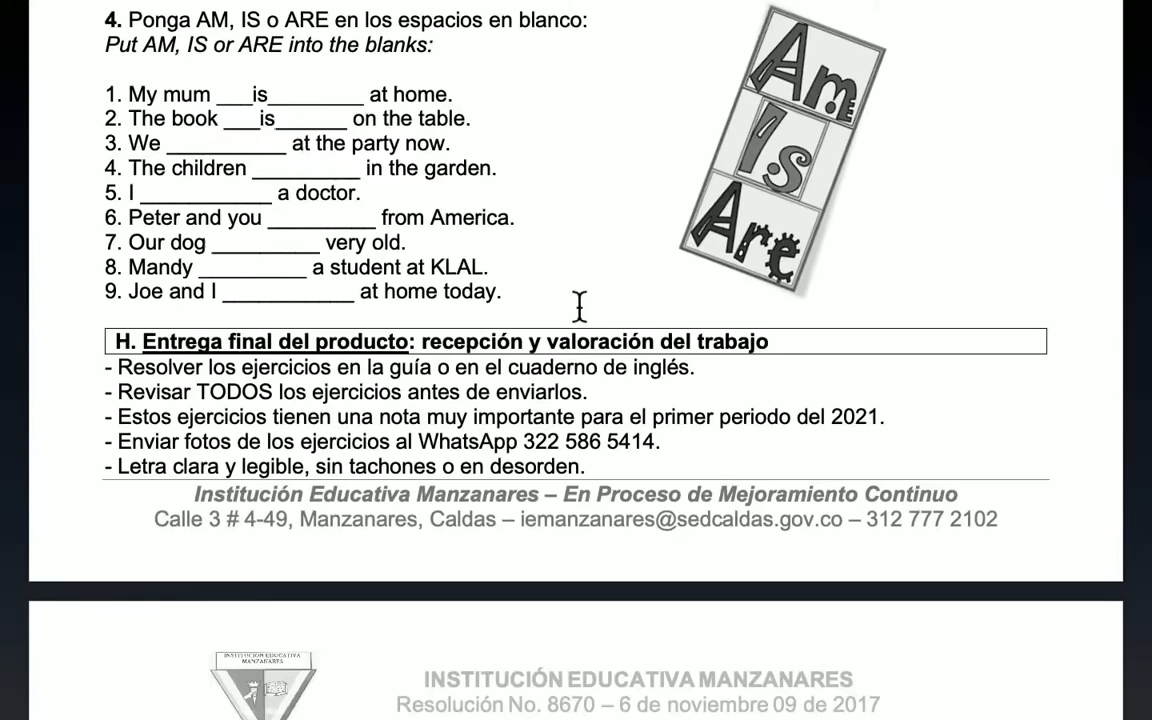 4. Ponga AM, IS o ARE en los espacios en blanco:
Put AM, IS or ARE into the blanks:
1. My mum ___is________ at home.
2. The book ___is______ on the table.
3. We __________ at the party now.
4. The children _________ in the garden.
5. I ___________ a doctor.
6. Peter and you _________ from America.
7. Our dog _________ very old.
8. Mandy _________ a student at KLAL.
9. Joe and I ___________ at home today.
Am
Is
Are
H. Entrega final del producto: recepción y valoración del trabajo
- Resolver los ejercicios en la guía o en el cuaderno de inglés.
- Revisar TODOS los ejercicios antes de enviarlos.
- Estos ejercicios tienen una nota muy importante para el primer periodo del 2021.
- Enviar fotos de los ejercicios al WhatsApp 322 586 5414.
- Letra clara y legible, sin tachones o en desorden.
Institución Educativa Manzanares – En Proceso de Mejoramiento Continuo
Calle 3 # 4-49, Manzanares, Caldas – iemanzanares@sedcaldas.gov.co – 312 777 2102
INSTITUCIÓN EDUCATIVA
MANZANARES
INSTITUCIÓN EDUCATIVA MANZANARES
Resolución No. 8670 – 6 de noviembre 09 de 2017